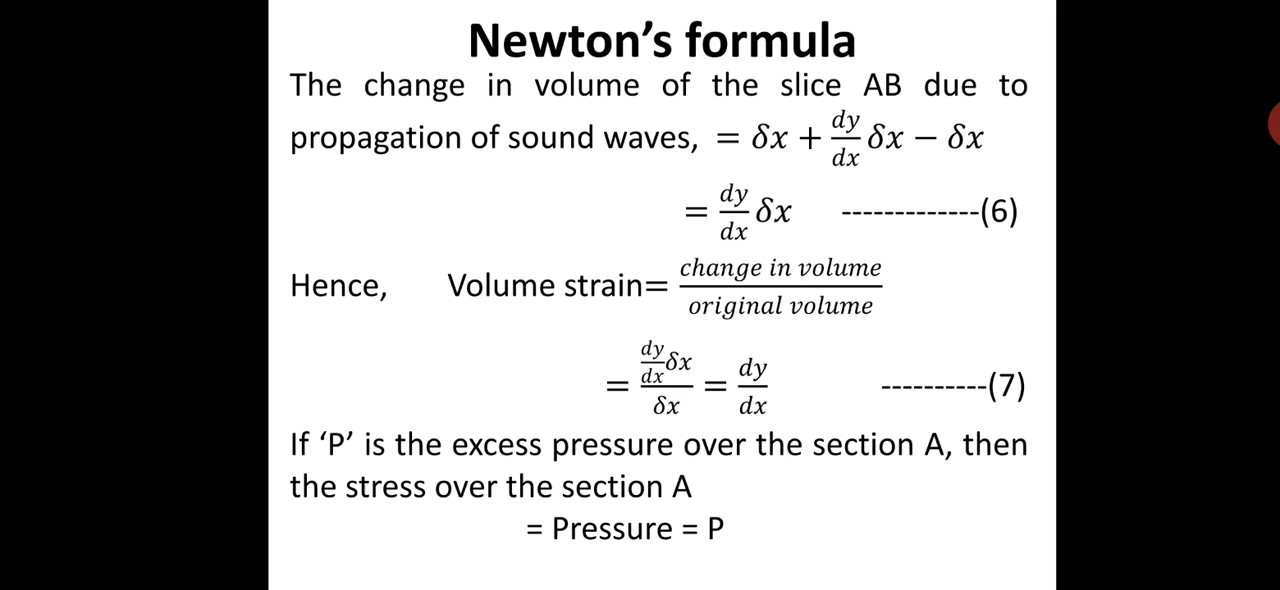 Newton's formula
The change in volume of the slice AB due to
propagation of sound waves, = δx + dy/dx δx − δx
= dy/dx δx -------------(6)
Hence, Volume strain= change in volume/original volume
= (dy/dx δx)/δx = dy/dx ----------(7)
If ‘P’ is the excess pressure over the section A, then
the stress over the section A
= Pressure = P